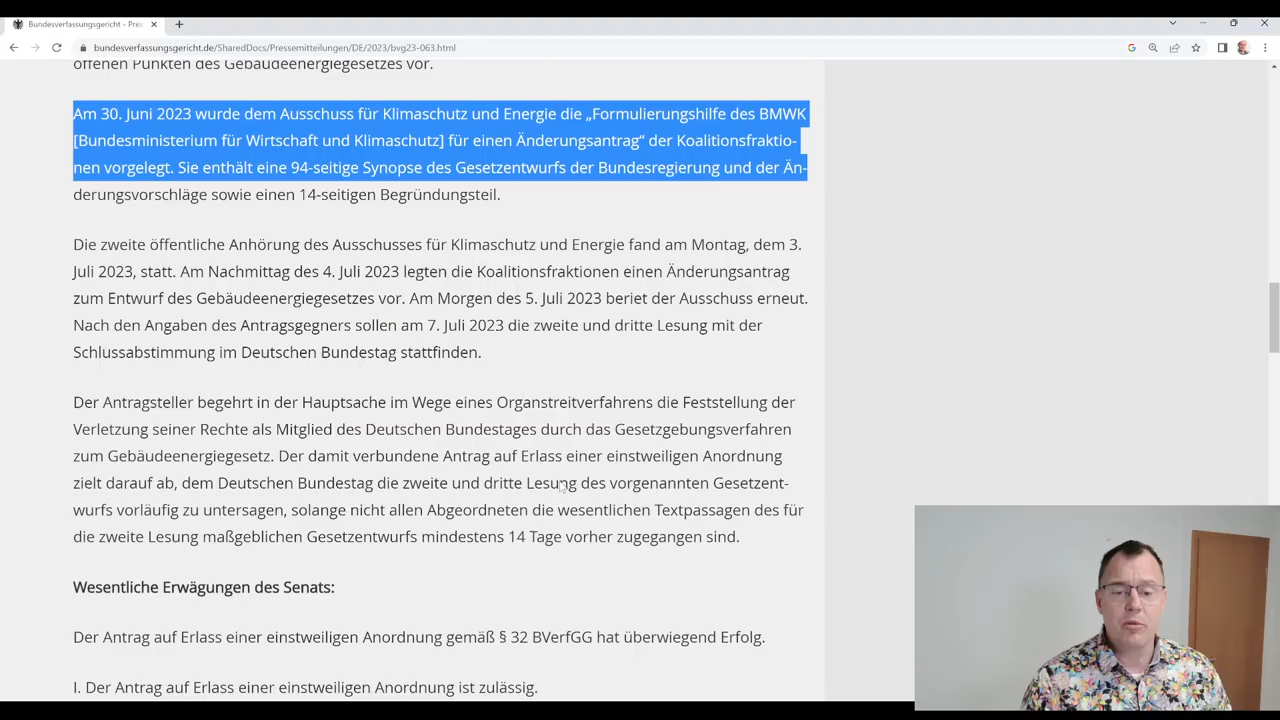 Bundesverfassungsgericht - Pres
bundesverfassungsgericht.de/SharedDocs/Pressemitteilungen/DE/2023/bvg23-063.html
offenen Punkten des Gebäudeenergiegesetzes vor.
Am 30. Juni 2023 wurde dem Ausschuss für Klimaschutz und Energie die „Formulierungshilfe des BMWK
[Bundesministerium für Wirtschaft und Klimaschutz] für einen Änderungsantrag“ der Koalitionsfraktio-
nen vorgelegt. Sie enthält eine 94-seitige Synopse des Gesetzentwurfs der Bundesregierung und der Än-
derungsvorschläge sowie einen 14-seitigen Begründungsteil.
Die zweite öffentliche Anhörung des Ausschusses für Klimaschutz und Energie fand am Montag, dem 3.
Juli 2023, statt. Am Nachmittag des 4. Juli 2023 legten die Koalitionsfraktionen einen Änderungsantrag
zum Entwurf des Gebäudeenergiegesetzes vor. Am Morgen des 5. Juli 2023 beriet der Ausschuss erneut.
Nach den Angaben des Antragsgegners sollen am 7. Juli 2023 die zweite und dritte Lesung mit der
Schlussabstimmung im Deutschen Bundestag stattfinden.
Der Antragsteller begehrt in der Hauptsache im Wege eines Organstreitverfahrens die Feststellung der
Verletzung seiner Rechte als Mitglied des Deutschen Bundestages durch das Gesetzgebungsverfahren
zum Gebäudeenergiegesetz. Der damit verbundene Antrag auf Erlass einer einstweiligen Anordnung
zielt darauf ab, dem Deutschen Bundestag die zweite und dritte Lesung des vorgenannten Gesetzent-
wurfs vorläufig zu untersagen, solange nicht allen Abgeordneten die wesentlichen Textpassagen des für
die zweite Lesung maßgeblichen Gesetzentwurfs mindestens 14 Tage vorher zugegangen sind.
Wesentliche Erwägungen des Senats:
Der Antrag auf Erlass einer einstweiligen Anordnung gemäß § 32 BVerfGG hat überwiegend Erfolg.
I. Der Antrag auf Erlass einer einstweiligen Anordnung ist zulässig.